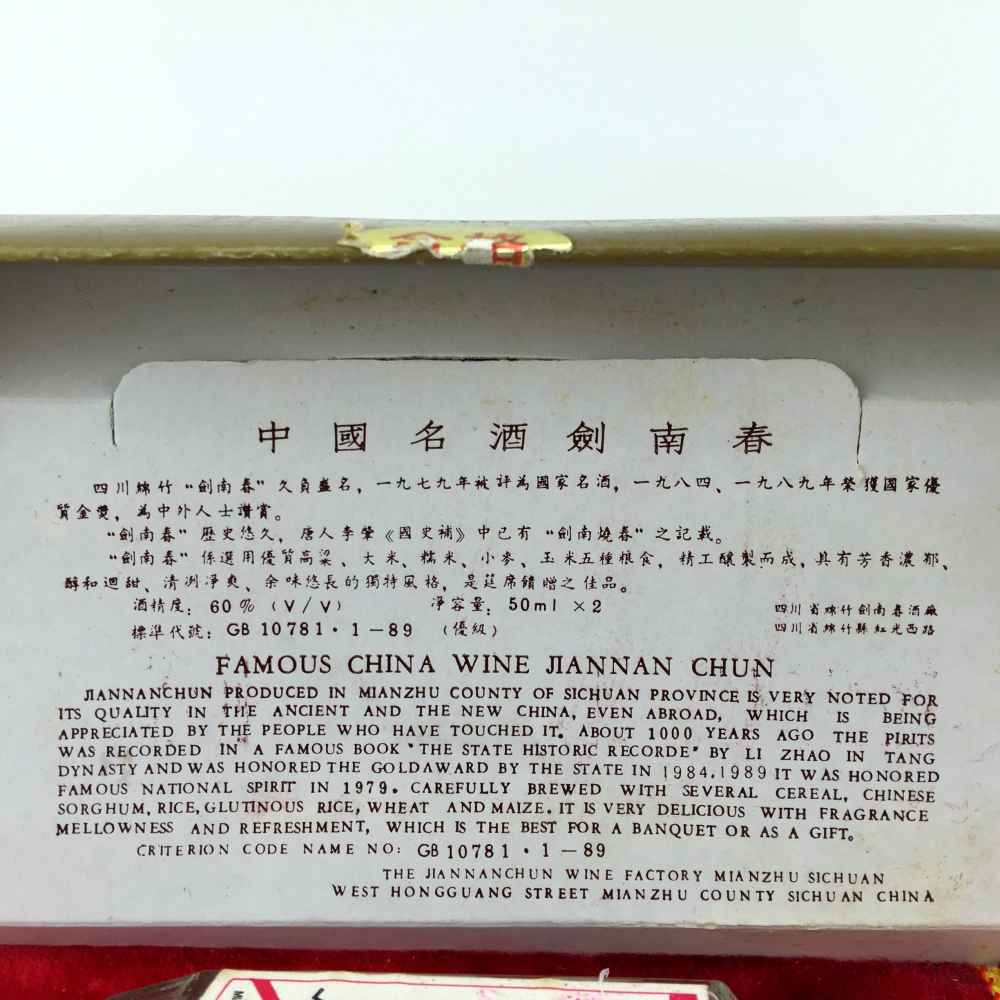 中國名酒劍南春
四川綿竹“劍南春”久負盛名，一九七九年被評為國家名酒，一九八四、一九八九年榮獲國家優
質金獎，為中外人士讚賞。
“劍南春”歷史悠久，唐人李肇《國史補》中已有“劍南燒春”之記載。
“劍南春”係選用優質高粱、大米、糯米、小麥、玉米五種粮食，精工釀製而成，具有芳香濃郁、
醇和迴甜、清洌凈爽、余味悠長的獨特風格，是筵席饋贈之佳品。
酒精度：60%（V/V） 凈容量：50ml×2
四川省綿竹劍南春酒廠
標準代號：GB 10781·1－89 （優級）
四川省綿竹縣紅光西路
FAMOUS CHINA WINE JIANNAN CHUN
JIANNANCHUN PRODUCED IN MIANZHU COUNTY OF SICHUAN PROVINCE IS VERY NOTED FOR
ITS QUALITY IN THE ANCIENT AND THE NEW CHINA, EVEN ABROAD, WHICH IS BEING
APPRECIATED BY THE PEOPLE WHO HAVE TOUCHED IT. ABOUT 1000 YEARS AGO THE PIRITS
WAS RECORDED IN A FAMOUS BOOK "THE STATE HISTORIC RECORDE" BY LI ZHAO IN TANG
DYNASTY AND WAS HONORED THE GOLDAWARD BY THE STATE IN 1984.1989 IT WAS HONORED
FAMOUS NATIONAL SPIRIT IN 1979. CAREFULLY BREWED WITH SEVERAL CEREAL, CHINESE
SORGHUM, RICE, GLUTINOUS RICE, WHEAT AND MAIZE. IT IS VERY DELICIOUS WITH FRAGRANCE
MELLOWNESS AND REFRESHMENT, WHICH IS THE BEST FOR A BANQUET OR AS A GIFT.
CRITERION CODE NAME NO: GB 10781·1－89
THE JIANNANCHUN WINE FACTORY MIANZHU SICHUAN
WEST HONGGUANG STREET MIANZHU COUNTY SICHUAN CHINA